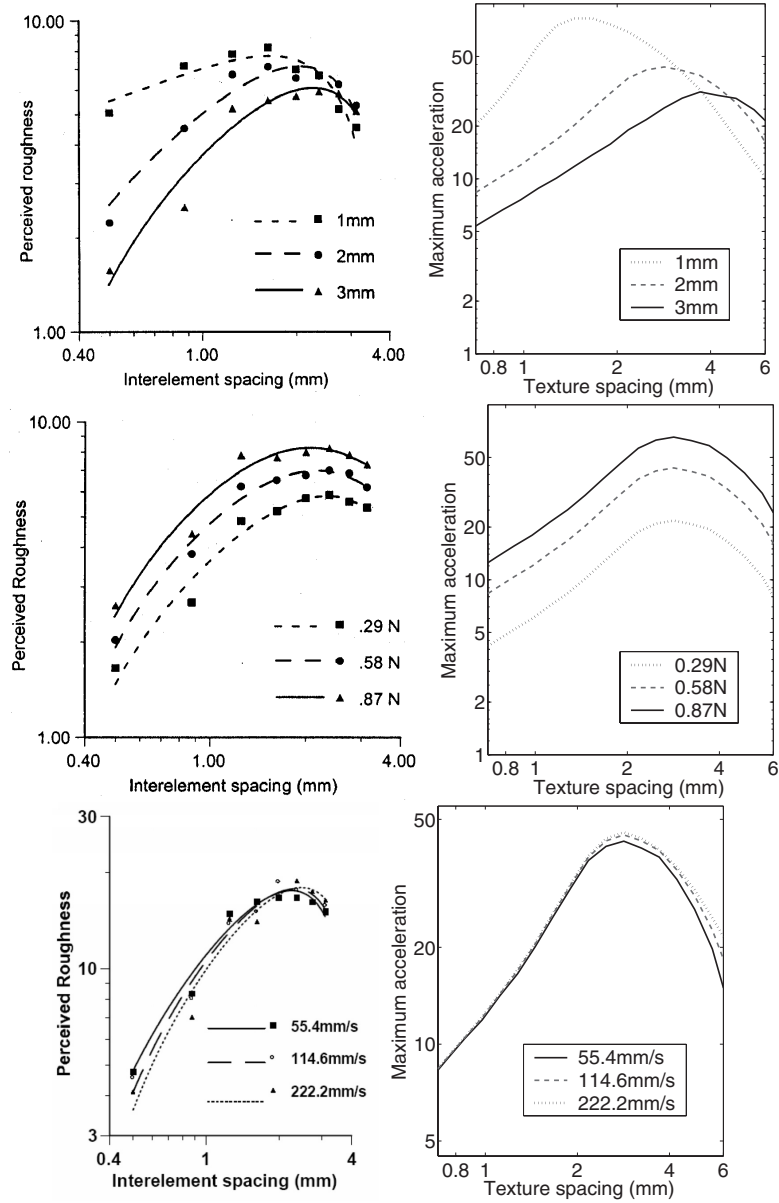 10.00
Perceived roughness
1mm
2mm
3mm
1.00
0.40
1.00
4.00
Interelement spacing (mm)
50
20
10
5
2
1
Maximum acceleration
1mm
2mm
3mm
0.8
1
2
4
6
Texture spacing (mm)
10.00
Perceived Roughness
.29 N
.58 N
.87 N
1.00
0.40
1.00
4.00
Interelement spacing (mm)
50
20
10
5
2
1
Maximum acceleration
0.29N
0.58N
0.87N
0.8
1
2
4
6
Texture spacing (mm)
30
10
3
Perceived Roughness
55.4mm/s
114.6mm/s
222.2mm/s
0.4
1
4
Interelement spacing (mm)
50
20
10
5
Maximum acceleration
55.4mm/s
114.6mm/s
222.2mm/s
0.8
1
2
4
6
Texture spacing (mm)